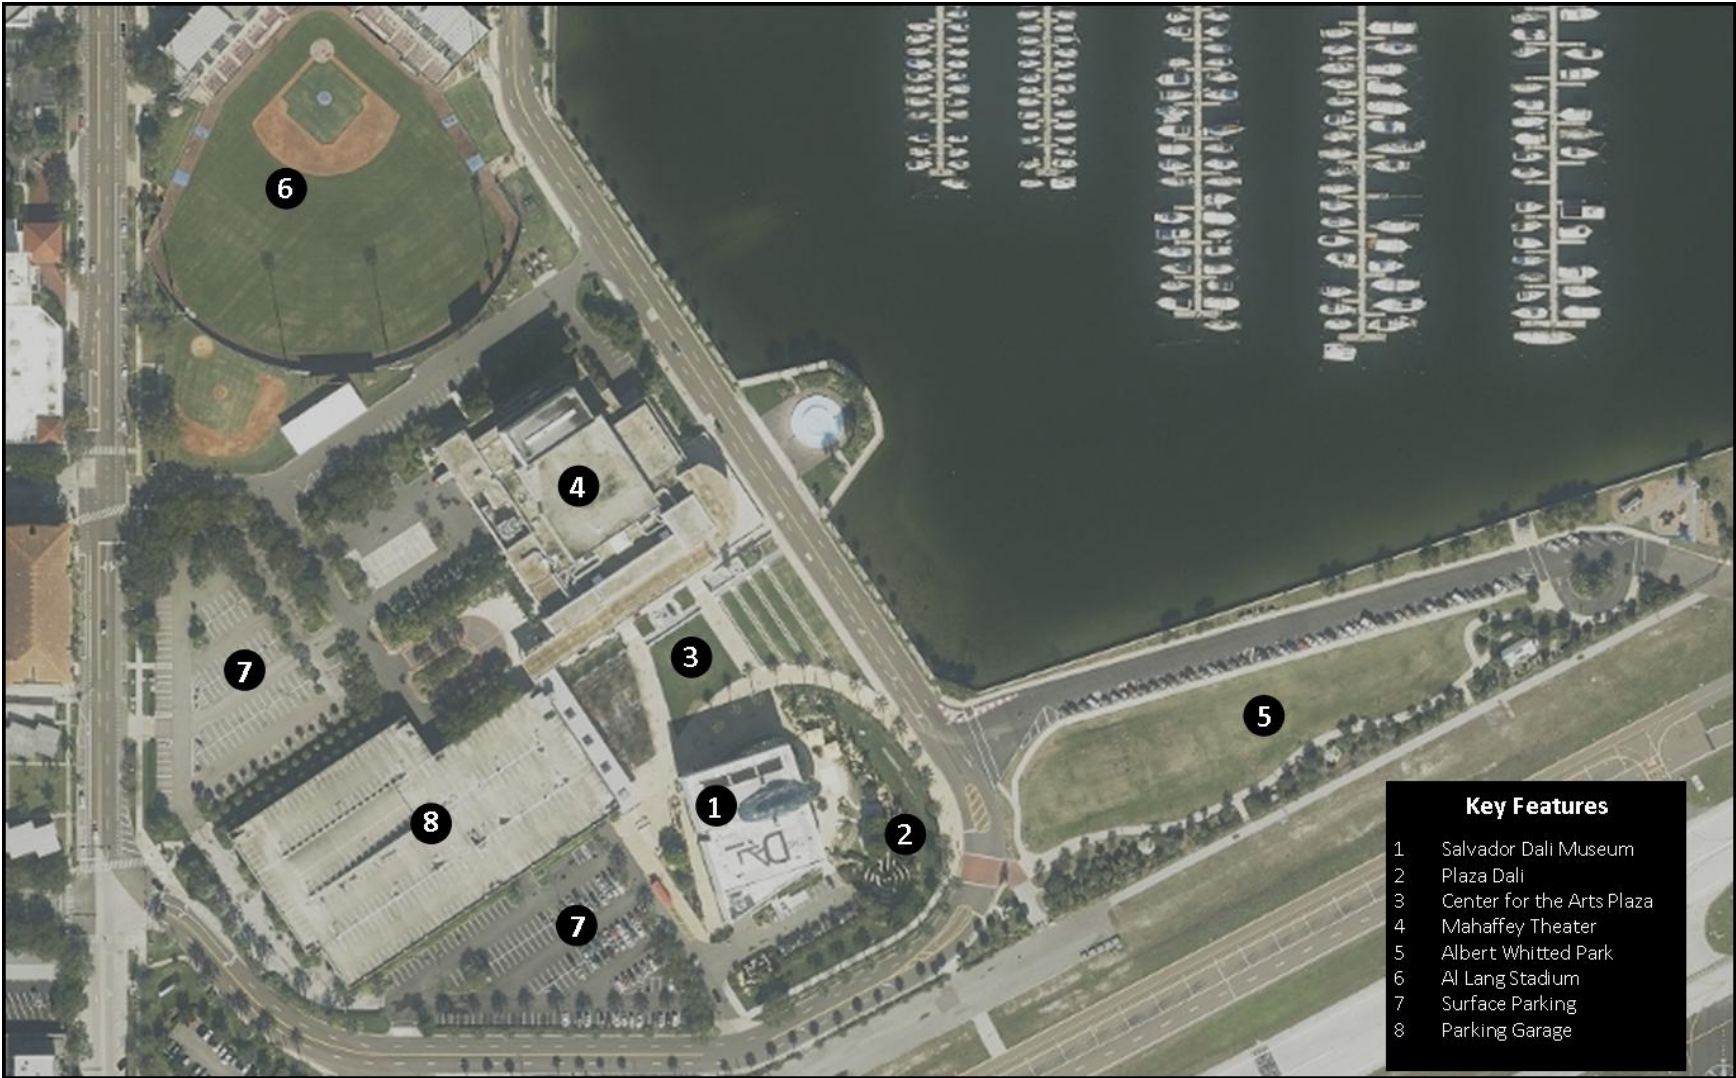 6
4
3
7
5
1
8
2
7
THE
DALI
Key Features
1 Salvador Dali Museum
2 Plaza Dali
3 Center for the Arts Plaza
4 Mahaffey Theater
5 Albert Whitted Park
6 Al Lang Stadium
7 Surface Parking
8 Parking Garage